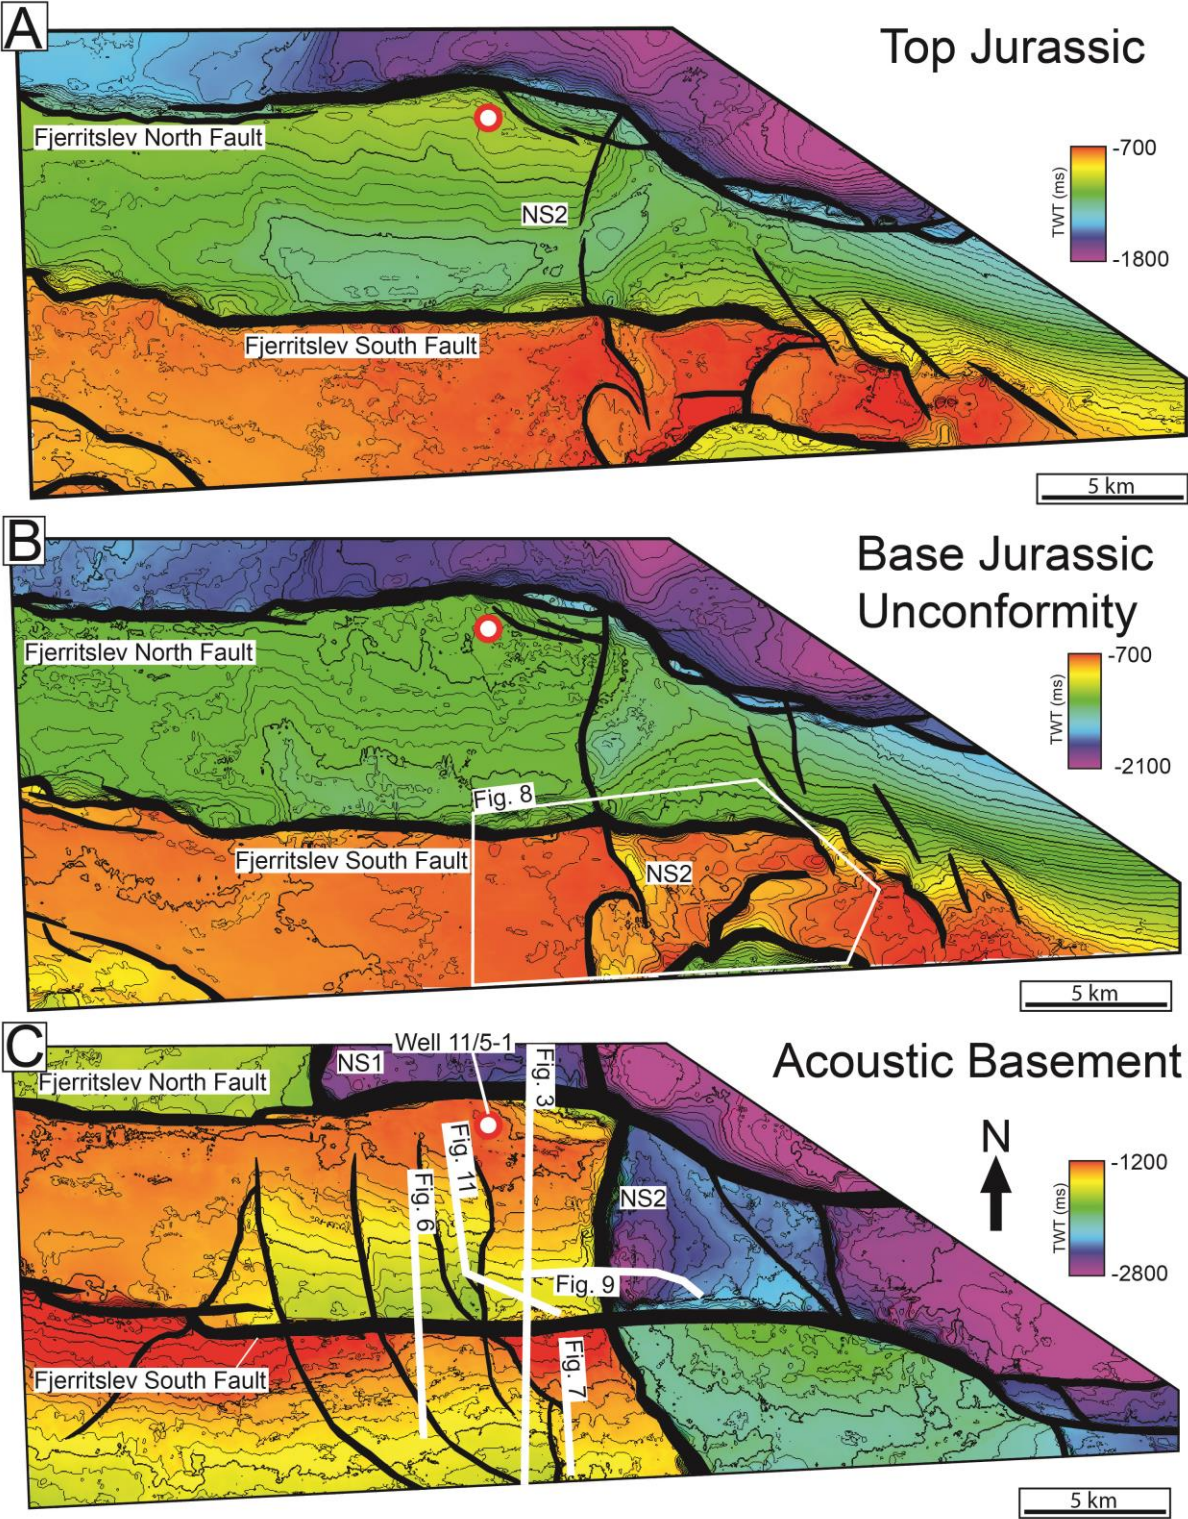 A
Top Jurassic
Fjerritslev North Fault
NS2
TWT (ms)
-700
-1800
Fjerritslev South Fault
5 km
B
Base Jurassic
Unconformity
Fjerritslev North Fault
TWT (ms)
-700
-2100
Fig. 8
Fjerritslev South Fault
NS2
5 km
C
Well 11/5-1
NS1
Acoustic Basement
Fjerritslev North Fault
Fig. 3
Fig. 11
Fig. 6
NS2
N
TWT (ms)
-1200
-2800
Fig. 9
Fig. 7
Fjerritslev South Fault
5 km